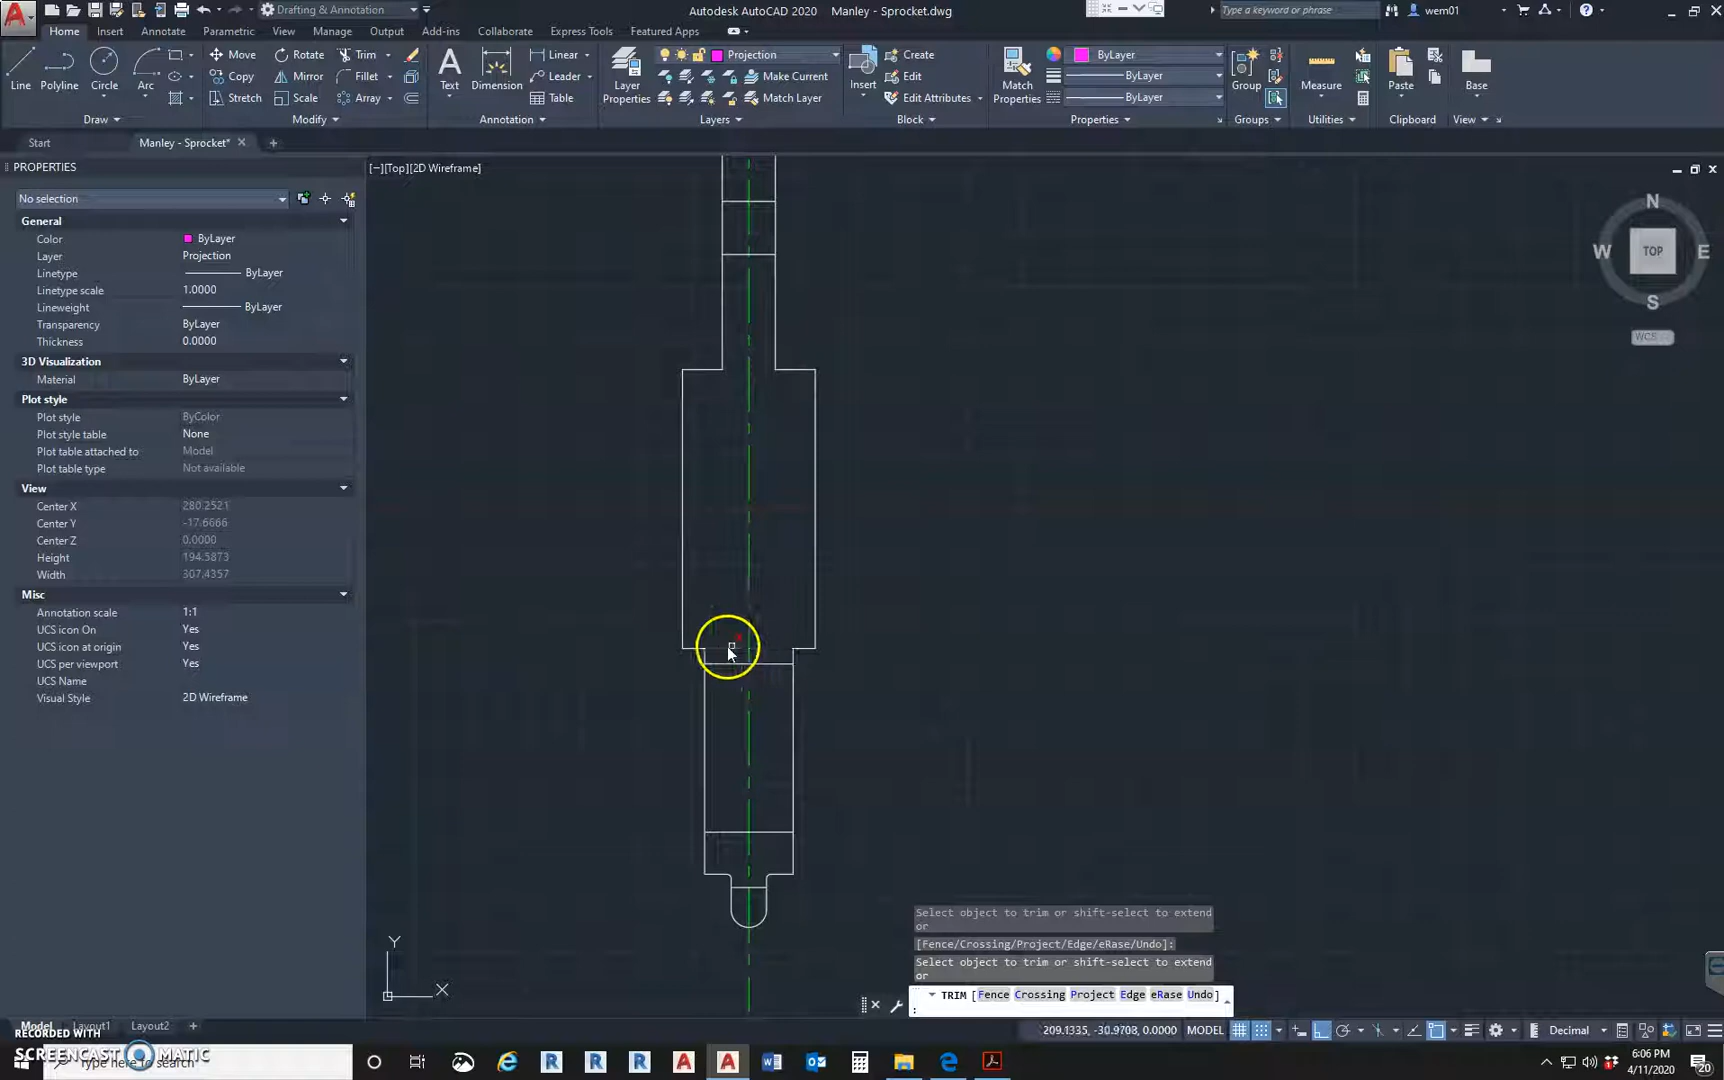 Drafting & Annotation
Autodesk AutoCAD 2020 Manley - Sprocket.dwg
Type a keyword or phrase
wem01
Home Insert Annotate Parametric View Manage Output Add-ins Collaborate Express Tools Featured Apps
Line Polyline Circle Arc
Move Rotate Trim
Copy Mirror Fillet
Stretch Scale Array
Text Dimension
Linear
Leader
Table
Layer Properties
Projection
Make Current
Match Layer
Insert
Create
Edit
Edit Attributes
Match Properties
ByLayer
ByLayer
ByLayer
Group
Measure
Paste
Base
Draw Modify Annotation Layers Block Properties Groups Utilities Clipboard View
Start Manley - Sprocket*
PROPERTIES
[−][Top][2D Wireframe]
No selection
General
Color ByLayer
Layer Projection
Linetype ByLayer
Linetype scale 1.0000
Lineweight ByLayer
Transparency ByLayer
Thickness 0.0000
3D Visualization
Material ByLayer
Plot style
Plot style ByColor
Plot style table None
Plot table attached to Model
Plot table type Not available
View
Center X 280.2521
Center Y -17.6666
Center Z 0.0000
Height 194.5873
Width 307.4357
Misc
Annotation scale 1:1
UCS icon On Yes
UCS icon at origin Yes
UCS per viewport Yes
UCS Name
Visual Style 2D Wireframe
N
W TOP E
S
WCS
Y
X
Select object to trim or shift-select to extend
or
[Fence/Crossing/Project/Edge/eRase/Undo]:
Select object to trim or shift-select to extend
or
TRIM [Fence Crossing Project Edge eRase Undo]
:
Model Layout1 Layout2
209.1335, -30.9708, 0.0000 MODEL
Decimal
RECORDED WITH
SCREENCAST MATIC
Type here to search
6:06 PM
4/11/2020
20